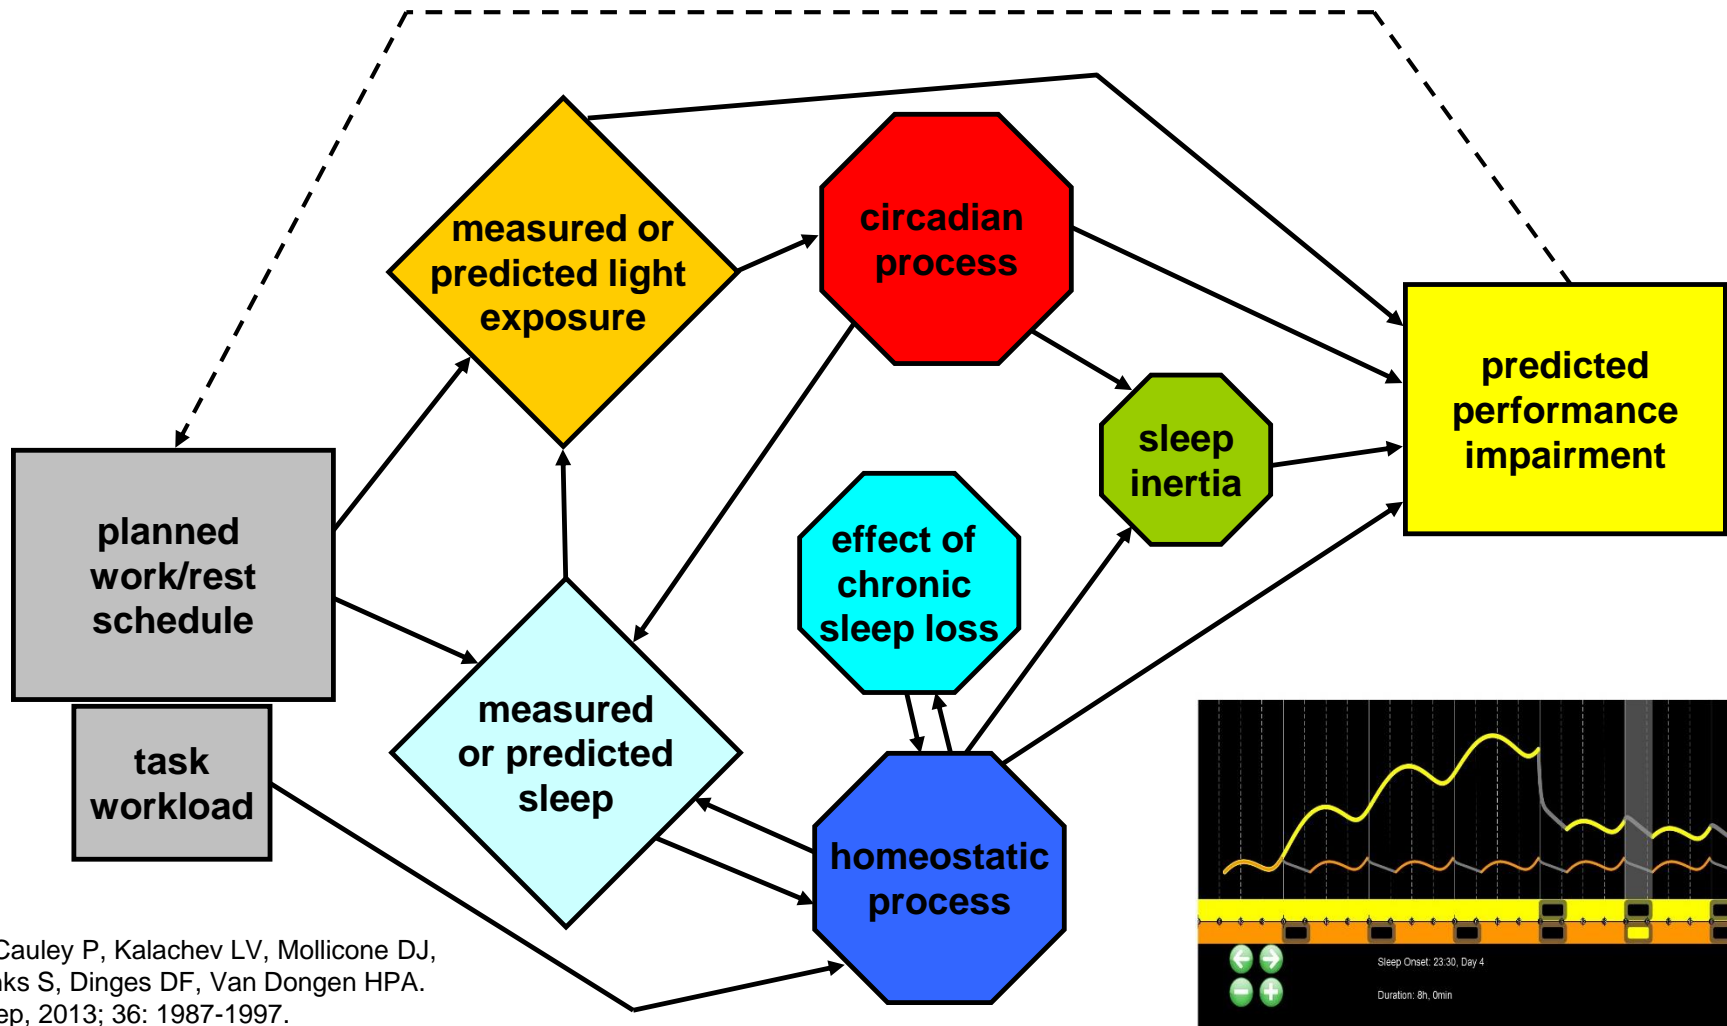 measured or
predicted light
exposure
circadian
process
predicted
performance
impairment
sleep
inertia
planned
work/rest
schedule
effect of
chronic
sleep loss
measured
or predicted
sleep
task
workload
homeostatic
process
Cauley P, Kalachev LV, Mollicone DJ,
nks S, Dinges DF, Van Dongen HPA.
ep, 2013; 36: 1987-1997.
Sleep Onset: 23:30, Day 4
Duration: 8h, 0min